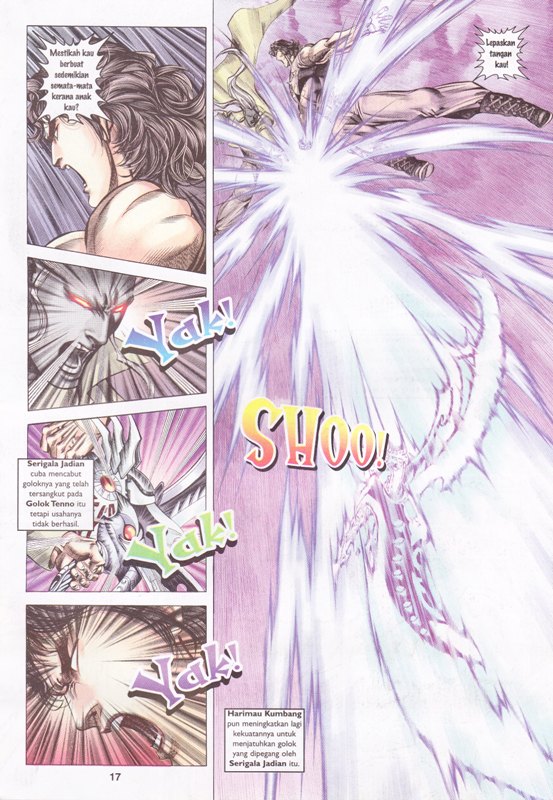 Mestikah kau
berbuat
sedemikian
semata-mata
kerana anak
kau?
Yak!
Serigala Jadian
cuba mencabut
goloknya yang telah
tersangkut pada
Golok Tenno itu
tetapi usahanya
tidak berhasil.
Yak!
Yak!
Lepaskan
tangan
kau!
SHOO!
Harimau Kumbang
pun meningkatkan lagi
kekuatannya untuk
menjatuhkan golok
yang dipegang oleh
Serigala Jadian itu.
17